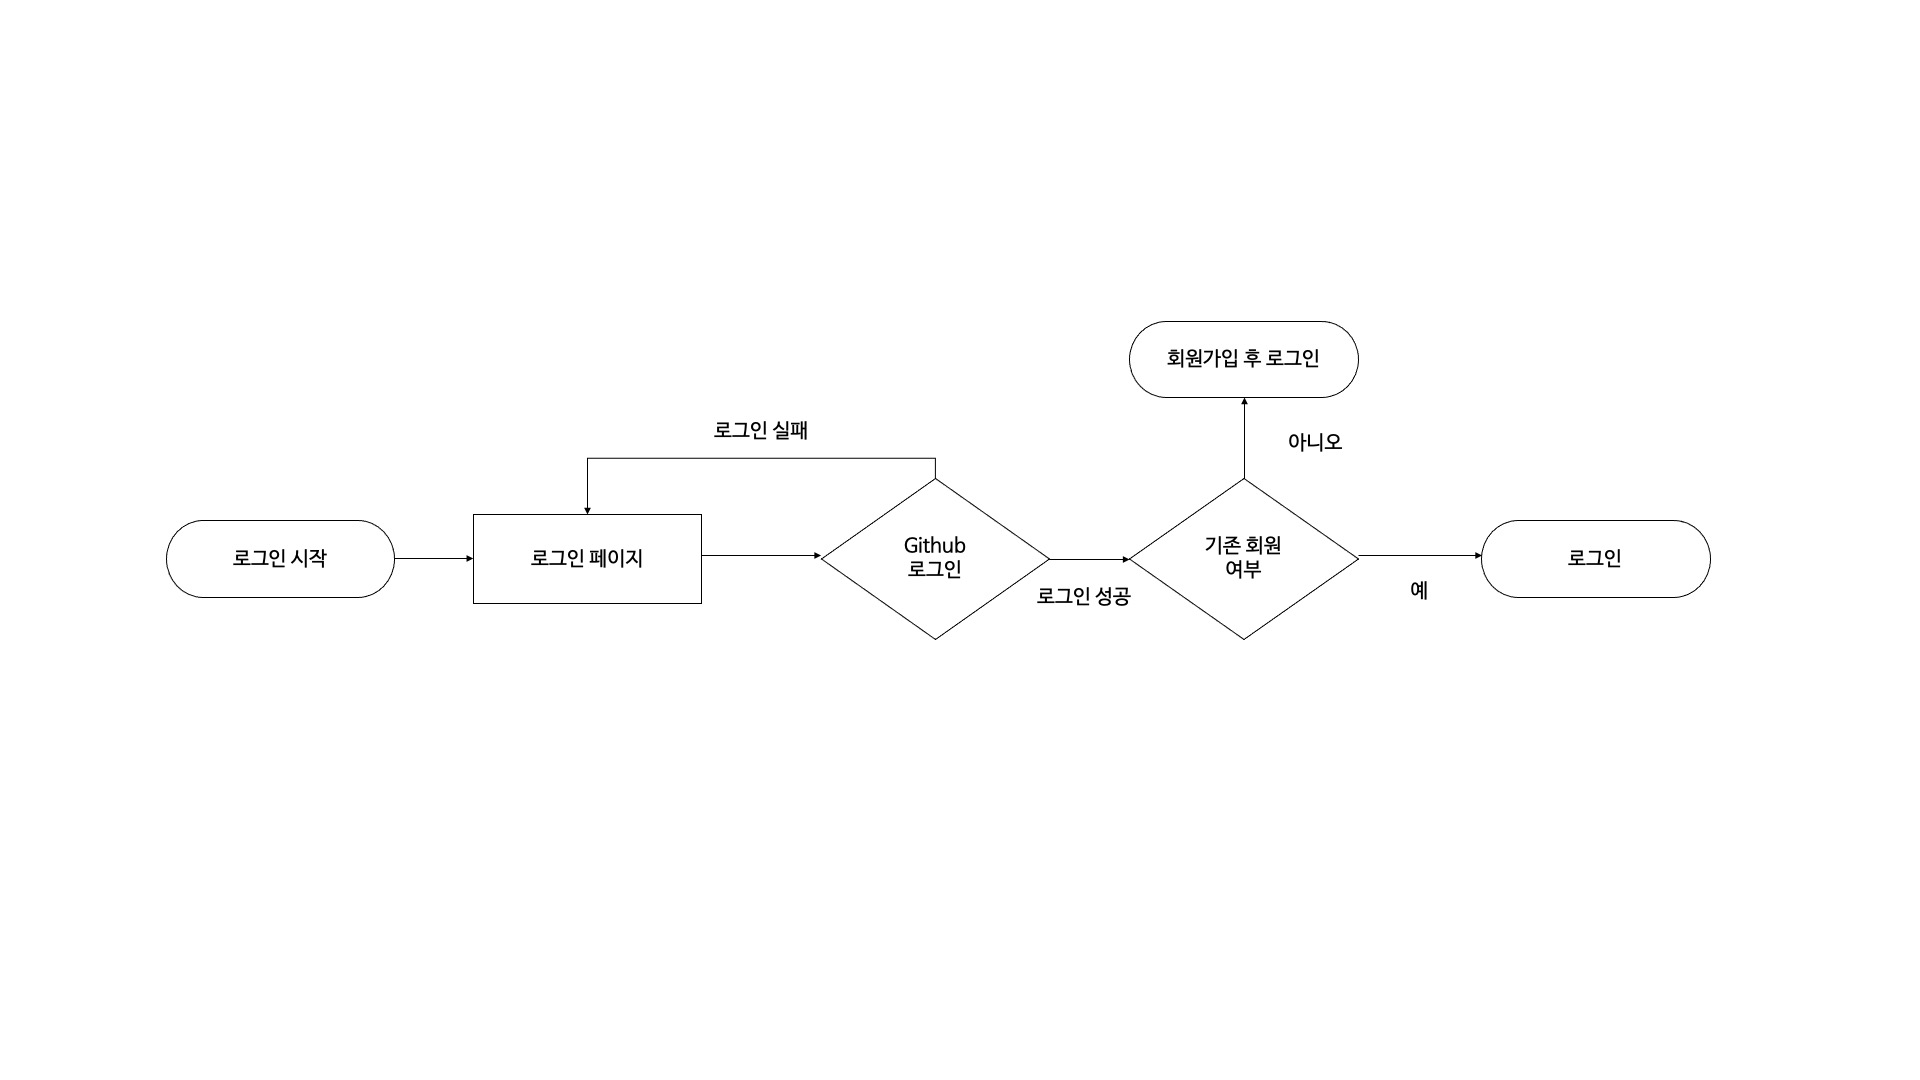 로그인 시작
로그인 페이지
로그인 실패
Github
로그인
로그인 성공
기존 회원
여부
아니오
회원가입 후 로그인
예
로그인